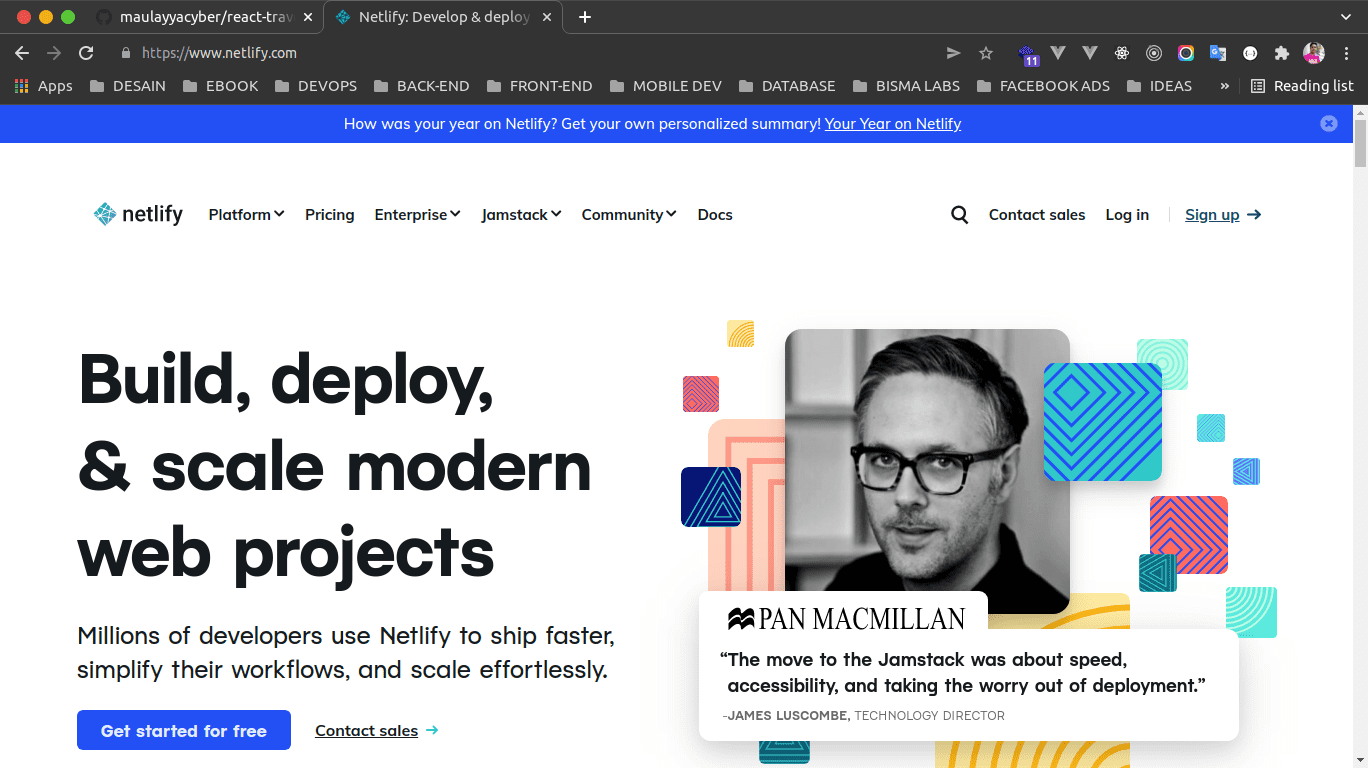 maulayyacyber/react-trav
Netlify: Develop & deploy
https://www.netlify.com
11
Apps DESAIN EBOOK DEVOPS BACK-END FRONT-END MOBILE DEV DATABASE BISMA LABS FACEBOOK ADS IDEAS » Reading list
How was your year on Netlify? Get your own personalized summary! Your Year on Netlify
netlify Platform Pricing Enterprise Jamstack Community Docs Contact sales Log in Sign up →
Build, deploy,
& scale modern
web projects
Millions of developers use Netlify to ship faster,
simplify their workflows, and scale effortlessly.
Get started for free Contact sales →
PAN MACMILLAN
“The move to the Jamstack was about speed,
accessibility, and taking the worry out of deployment.”
-JAMES LUSCOMBE, TECHNOLOGY DIRECTOR